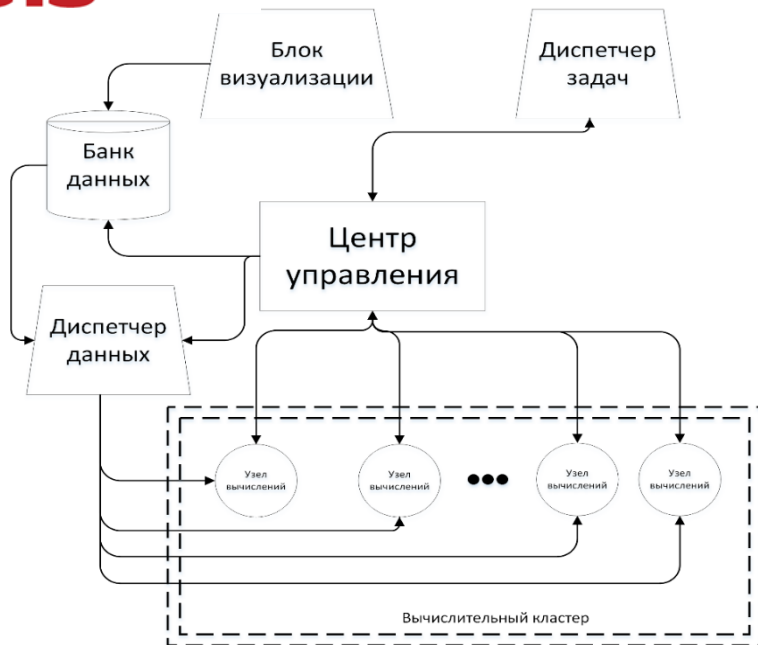 Блок
визуализации
Диспетчер
задач
Банк
данных
Центр
управления
Диспетчер
данных
Узел
вычислений
Узел
вычислений
Узел
вычислений
Узел
вычислений
Вычислительный кластер